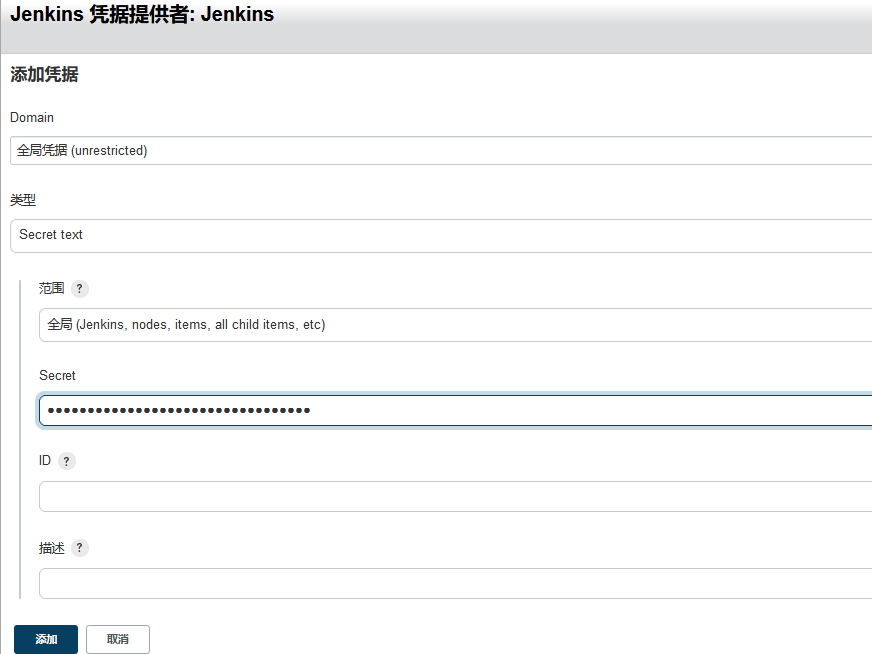 Jenkins 凭据提供者: Jenkins
添加凭据
Domain
全局凭据 (unrestricted)
类型
Secret text
范围 ?
全局 (Jenkins, nodes, items, all child items, etc)
Secret
•••••••••••••••••••••••••••••••••
ID ?
描述 ?
添加 取消